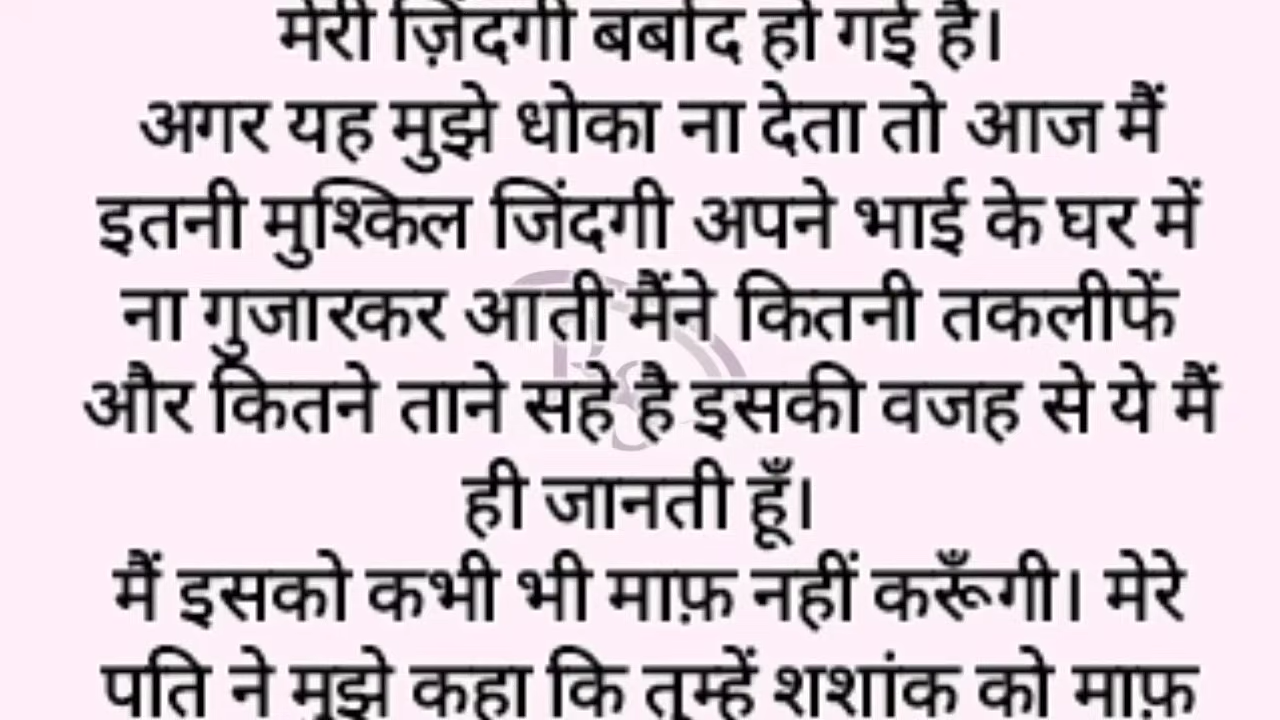 मेरी ज़िंदगी बर्बाद हो गई है।
अगर यह मुझे धोका ना देता तो आज मैं
इतनी मुश्किल जिंदगी अपने भाई के घर में
ना गुजारकर आती मैंने कितनी तकलीफें
और कितने ताने सहे है इसकी वजह से ये मैं
ही जानती हूँ।
मैं इसको कभी भी माफ़ नहीं करूँगी। मेरे
पति ने मुझे कहा कि तुम्हें शशांक को माफ़